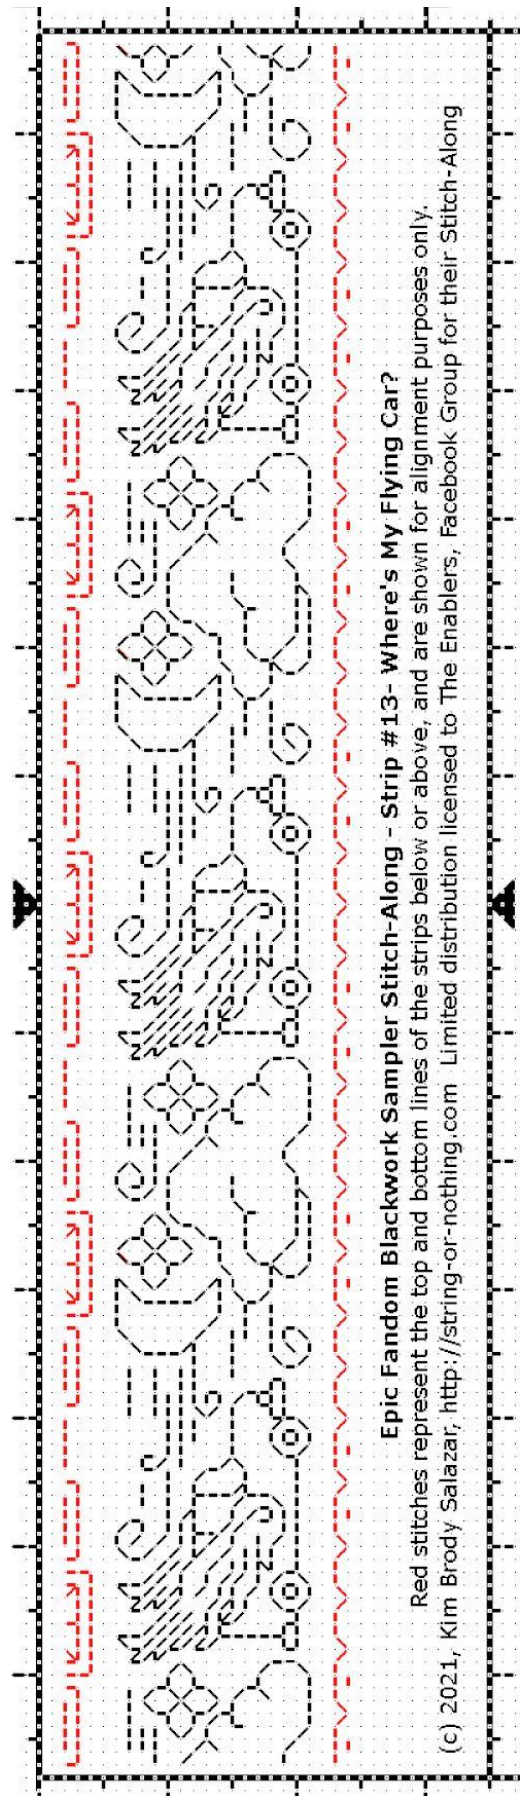 Epic Fandom Blackwork Sampler Stitch-Along - Strip #13- Where's My Flying Car?
Red stitches represent the top and bottom lines of the strips below or above, and are shown for alignment purposes only.
(c) 2021, Kim Brody Salazar, http://string-or-nothing.com Limited distribution licensed to The Enablers, Facebook Group for their Stitch-Along